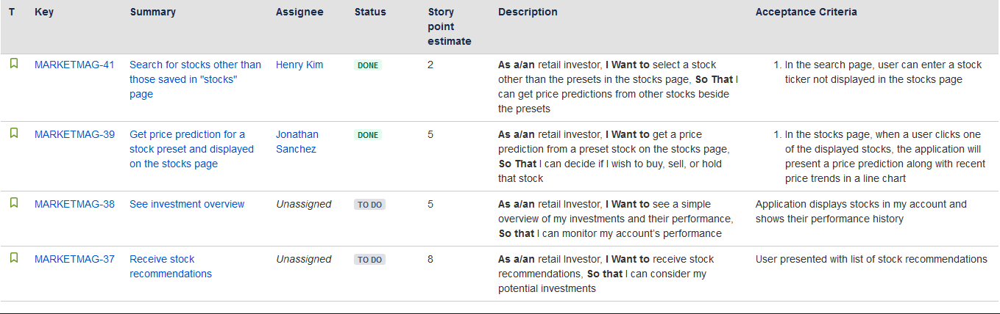 T Key Summary Assignee Status Story point estimate Description Acceptance Criteria
MARKETMAG-41
Search for stocks other than
those saved in "stocks"
page
Henry Kim
DONE
2
As a/an retail investor, I Want to select a stock
other than the presets in the stocks page, So That I
can get price predictions from other stocks beside
the presets
1. In the search page, user can enter a stock
ticker not displayed in the stocks page
MARKETMAG-39
Get price prediction for a
stock preset and displayed
on the stocks page
Jonathan
Sanchez
DONE
5
As a/an retail investor, I Want to get a price
prediction from a preset stock on the stocks page,
So That I can decide if I wish to buy, sell, or hold
that stock
1. In the stocks page, when a user clicks one
of the displayed stocks, the application will
present a price prediction along with recent
price trends in a line chart
MARKETMAG-38
See investment overview
Unassigned
TO DO
5
As a/an retail Investor, I Want to see a simple
overview of my investments and their performance,
So that I can monitor my account's performance
Application displays stocks in my account and
shows their performance history
MARKETMAG-37
Receive stock
recommendations
Unassigned
TO DO
8
As a/an retail Investor, I Want to receive stock
recommendations, So that I can consider my
potential investments
User presented with list of stock recommendations